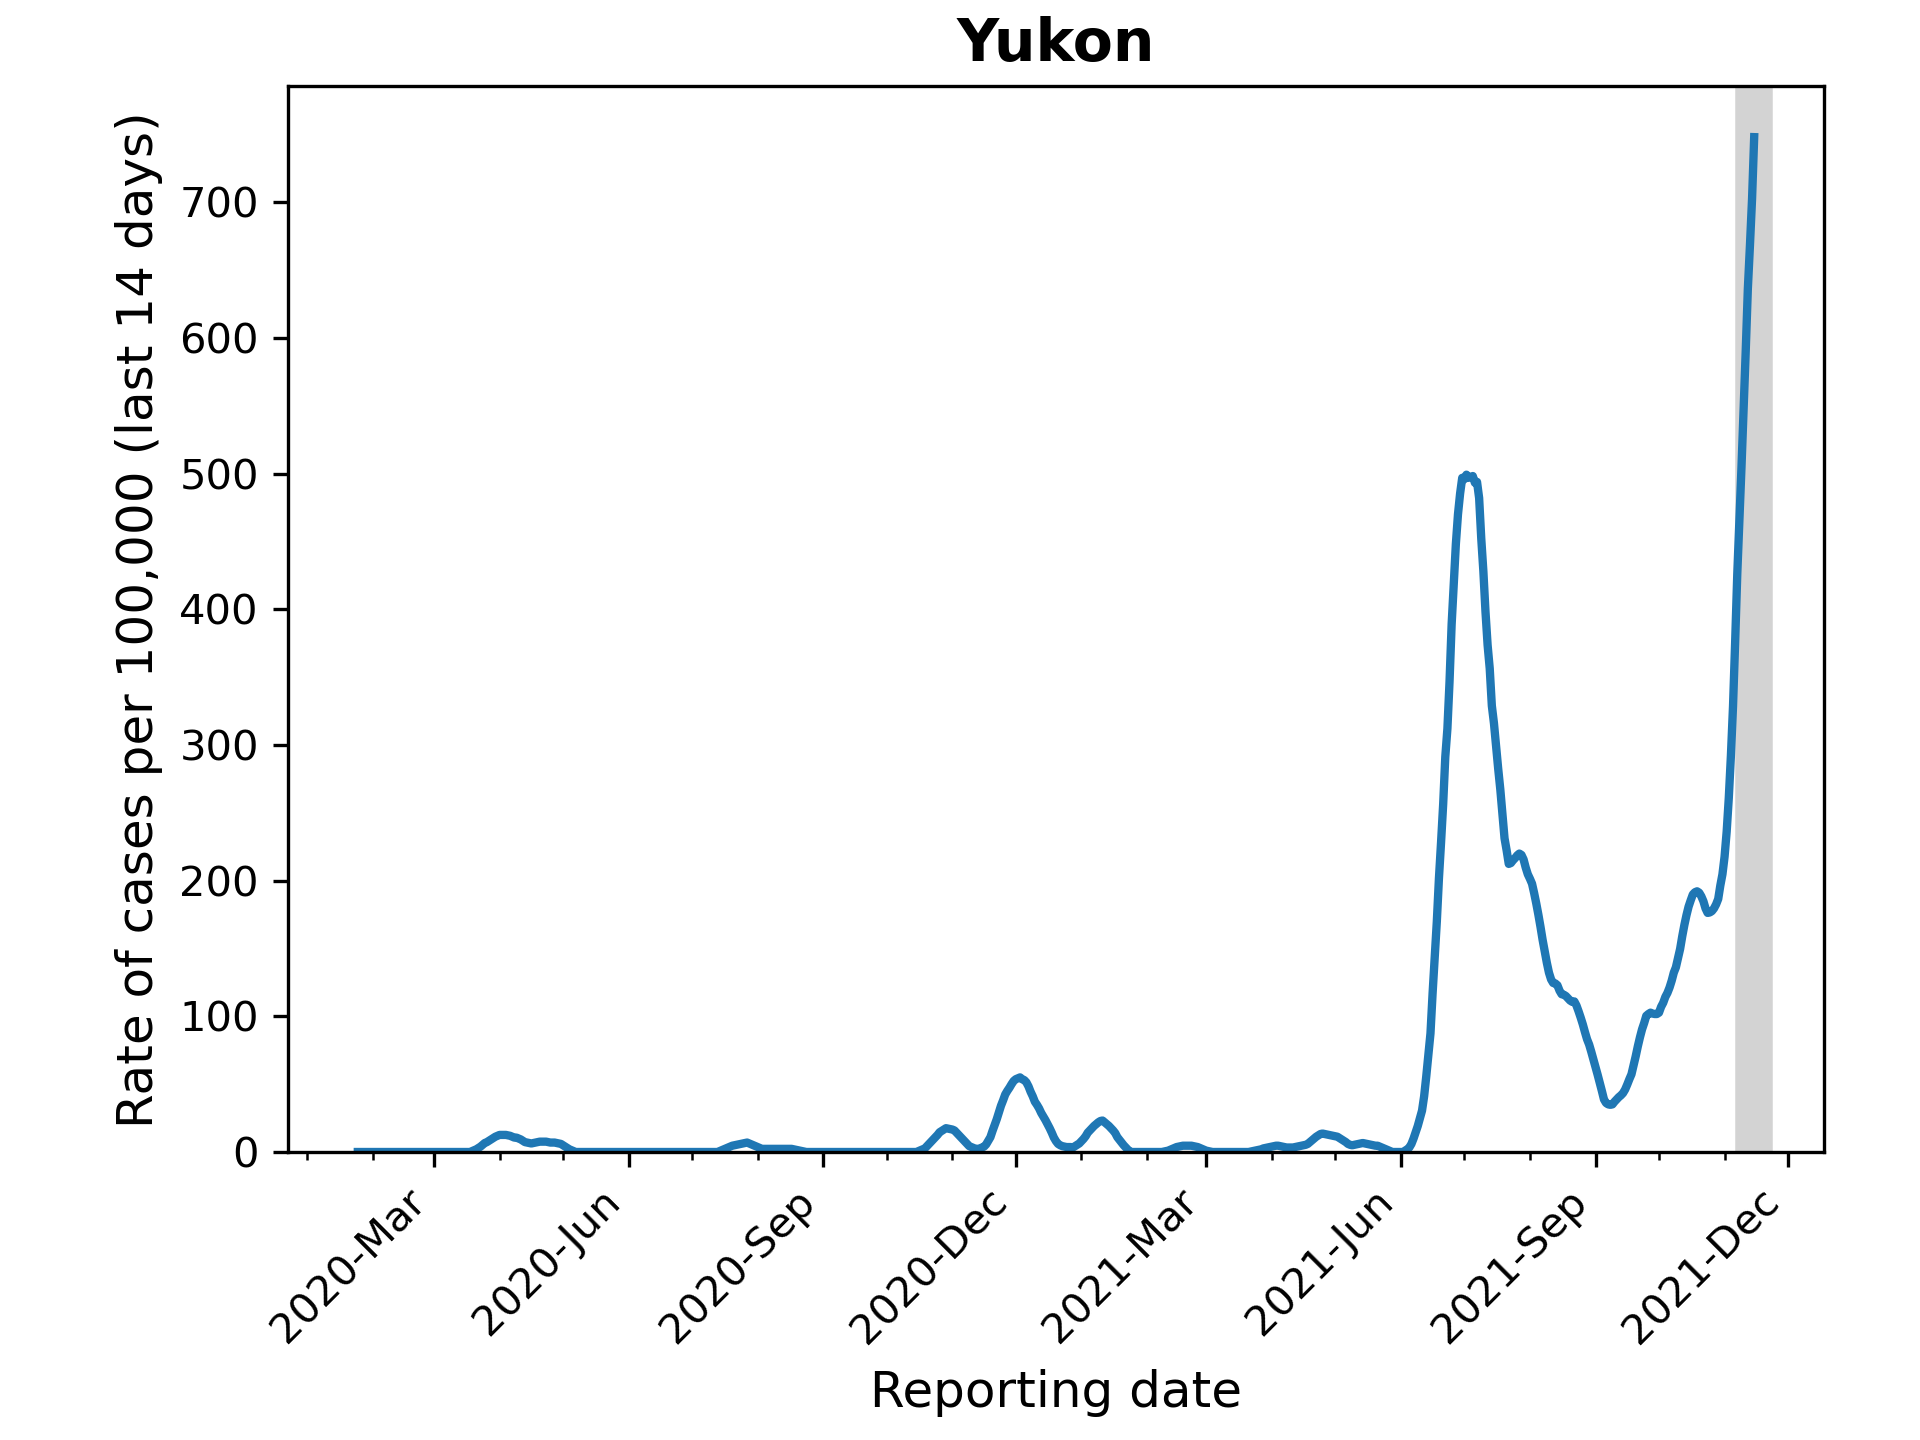 Yukon
Rate of cases per 100,000 (last 14 days)
700
600
500
400
300
200
100
0
2020-Mar
2020-Jun
2020-Sep
2020-Dec
2021-Mar
2021-Jun
2021-Sep
2021-Dec
Reporting date